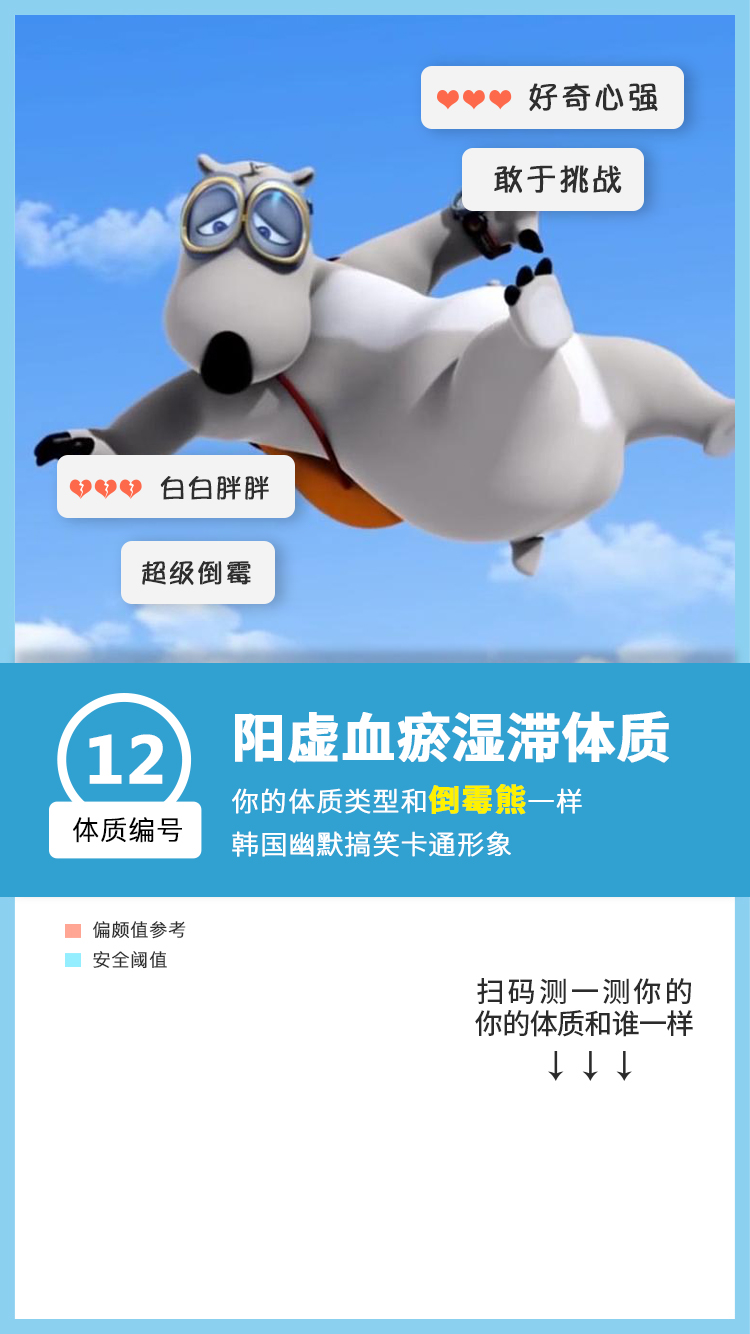 好奇心强
敢于挑战
白白胖胖
超级倒霉
12
体质编号
阳虚血瘀湿滞体质
你的体质类型和倒霉熊一样
韩国幽默搞笑卡通形象
偏颇值参考
安全阈值
扫码测一测你的
你的体质和谁一样
↓ ↓ ↓